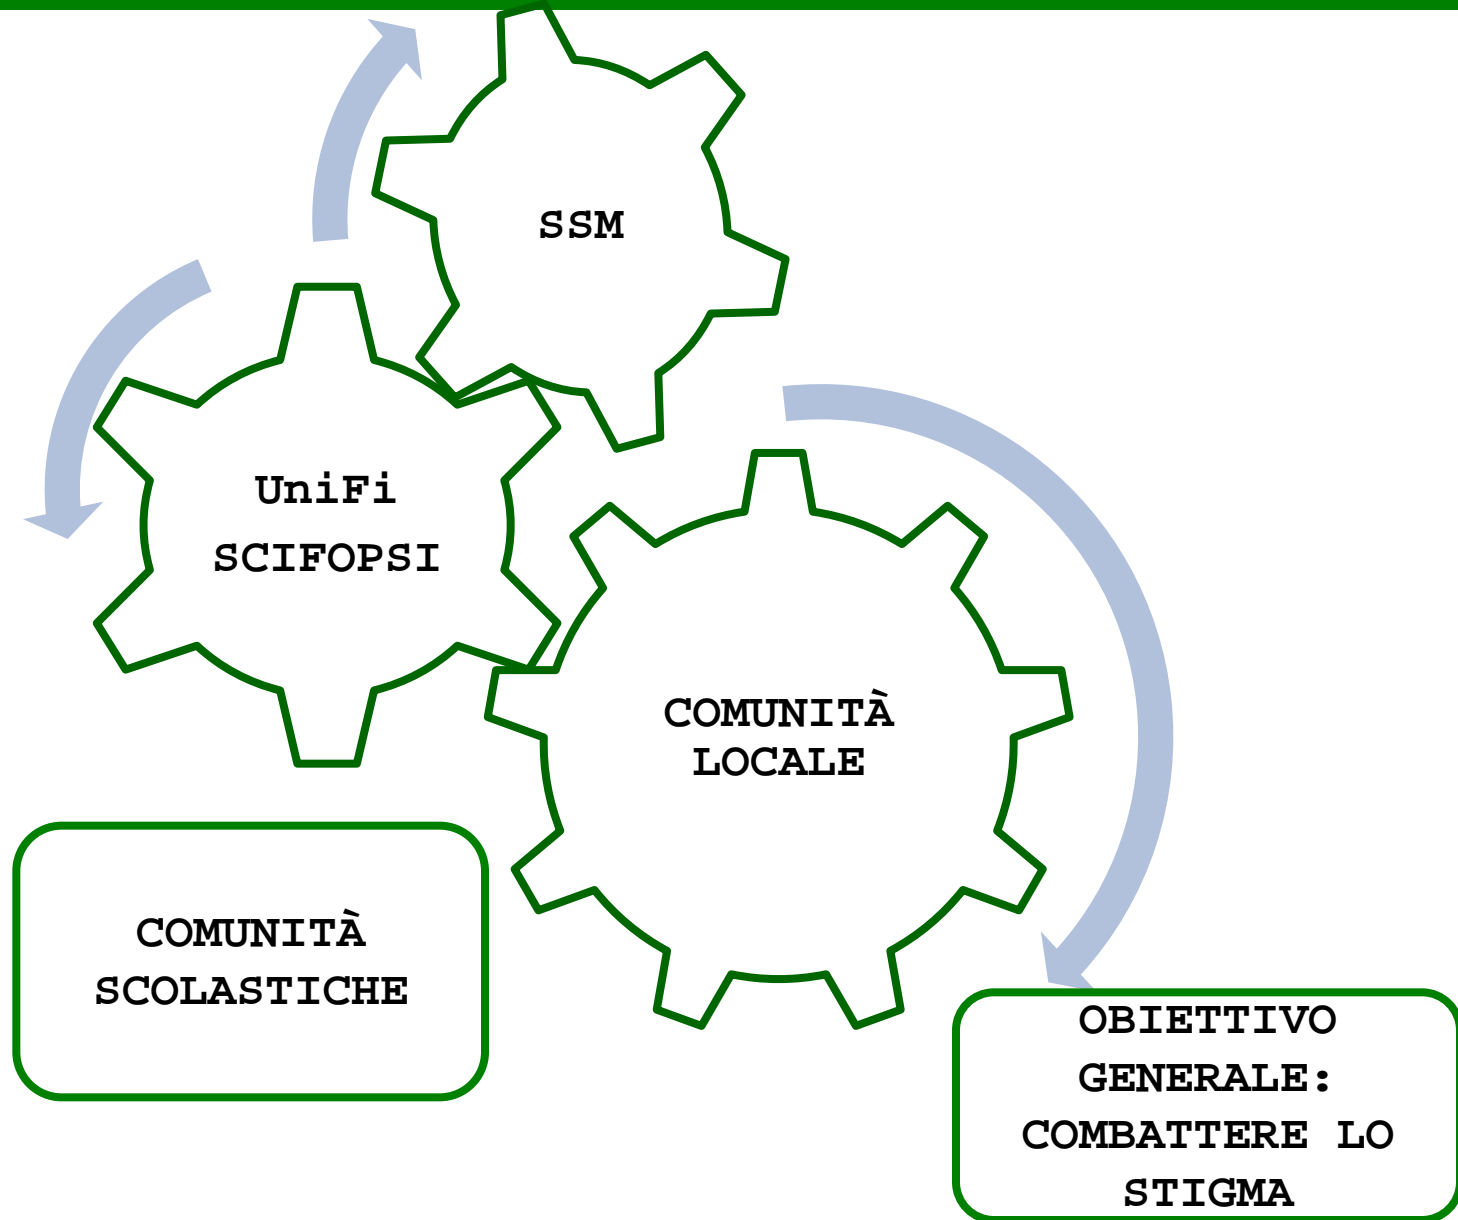 SSM
UniFi
SCIFOPSI
COMUNITÀ
LOCALE
COMUNITÀ
SCOLASTICHE
OBIETTIVO
GENERALE:
COMBATTERE LO
STIGMA